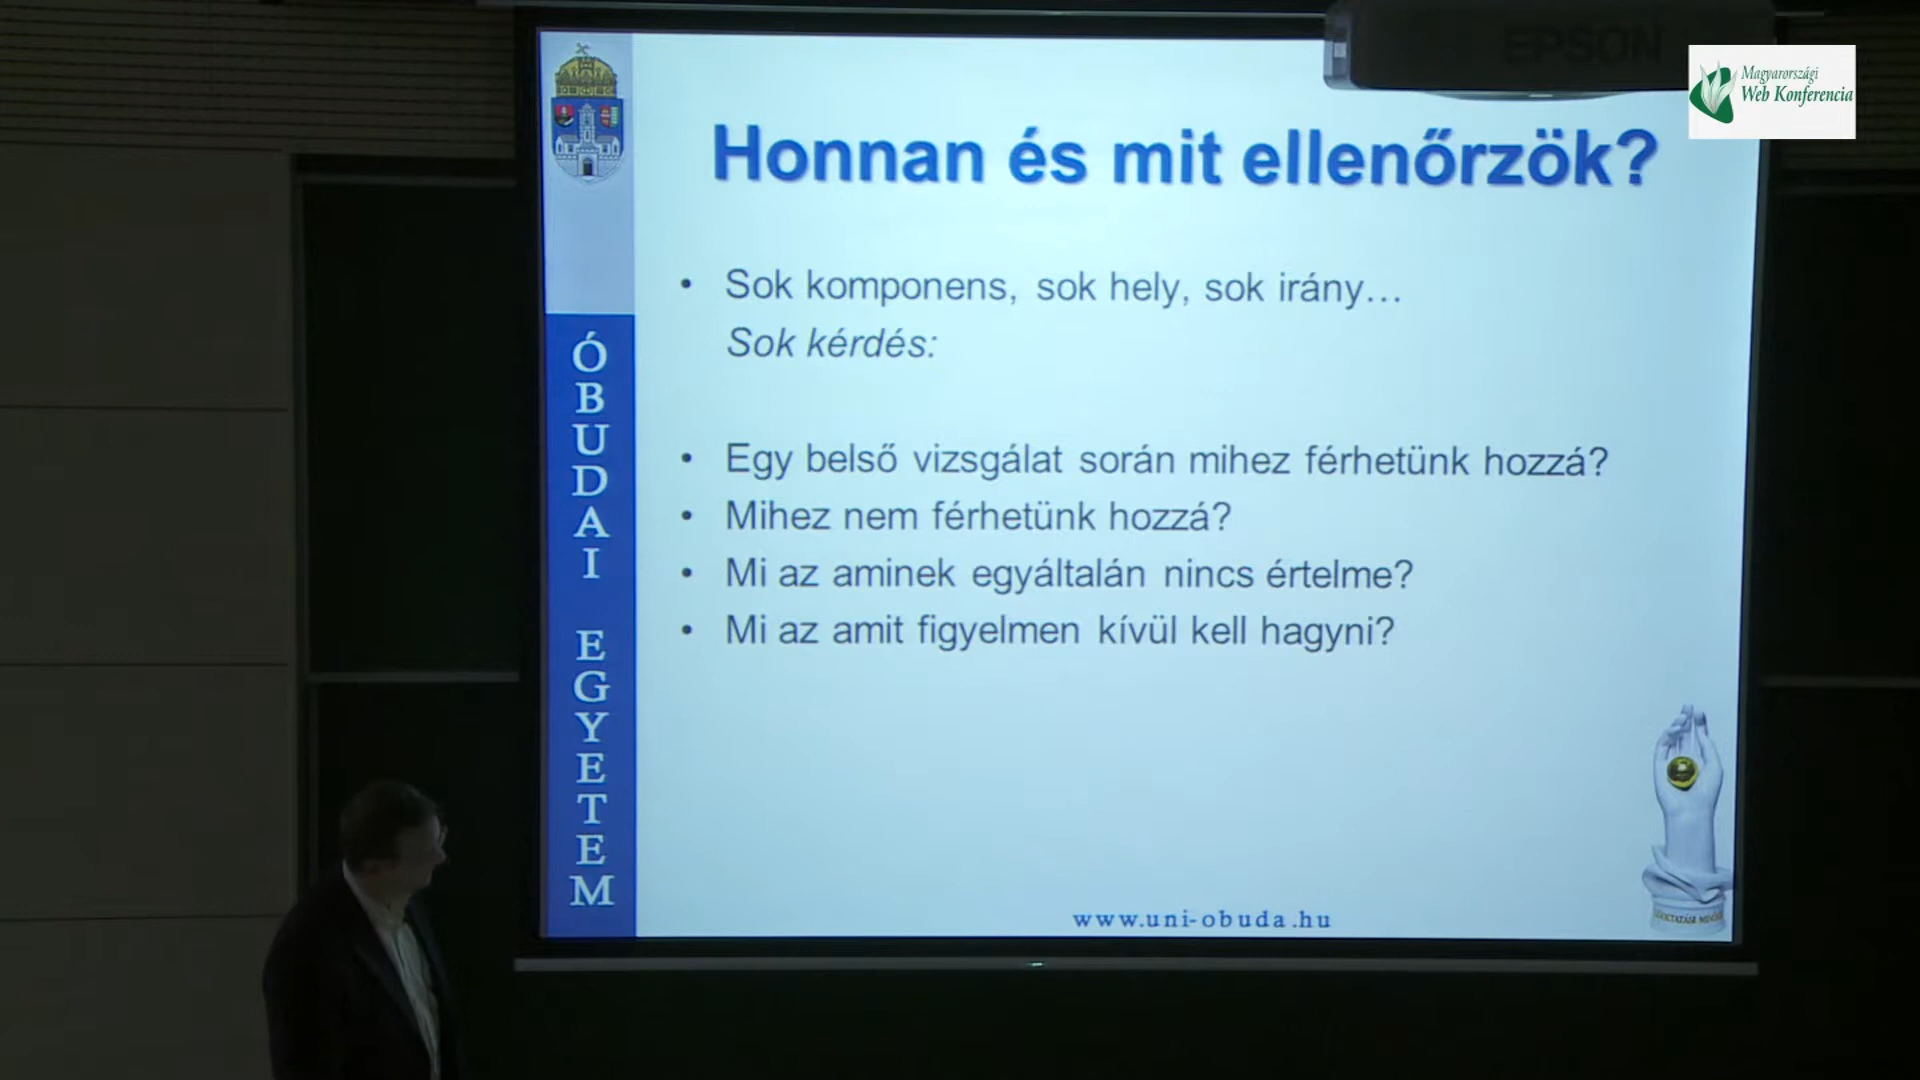 EPSON
Magyarországi
Web Konferencia
Honnan és mit ellenőrzök?
• Sok komponens, sok hely, sok irány…
Sok kérdés:
• Egy belső vizsgálat során mihez férhetünk hozzá?
• Mihez nem férhetünk hozzá?
• Mi az aminek egyáltalán nincs értelme?
• Mi az amit figyelmen kívül kell hagyni?
ÓBUDAI EGYETEM
www.uni-obuda.hu